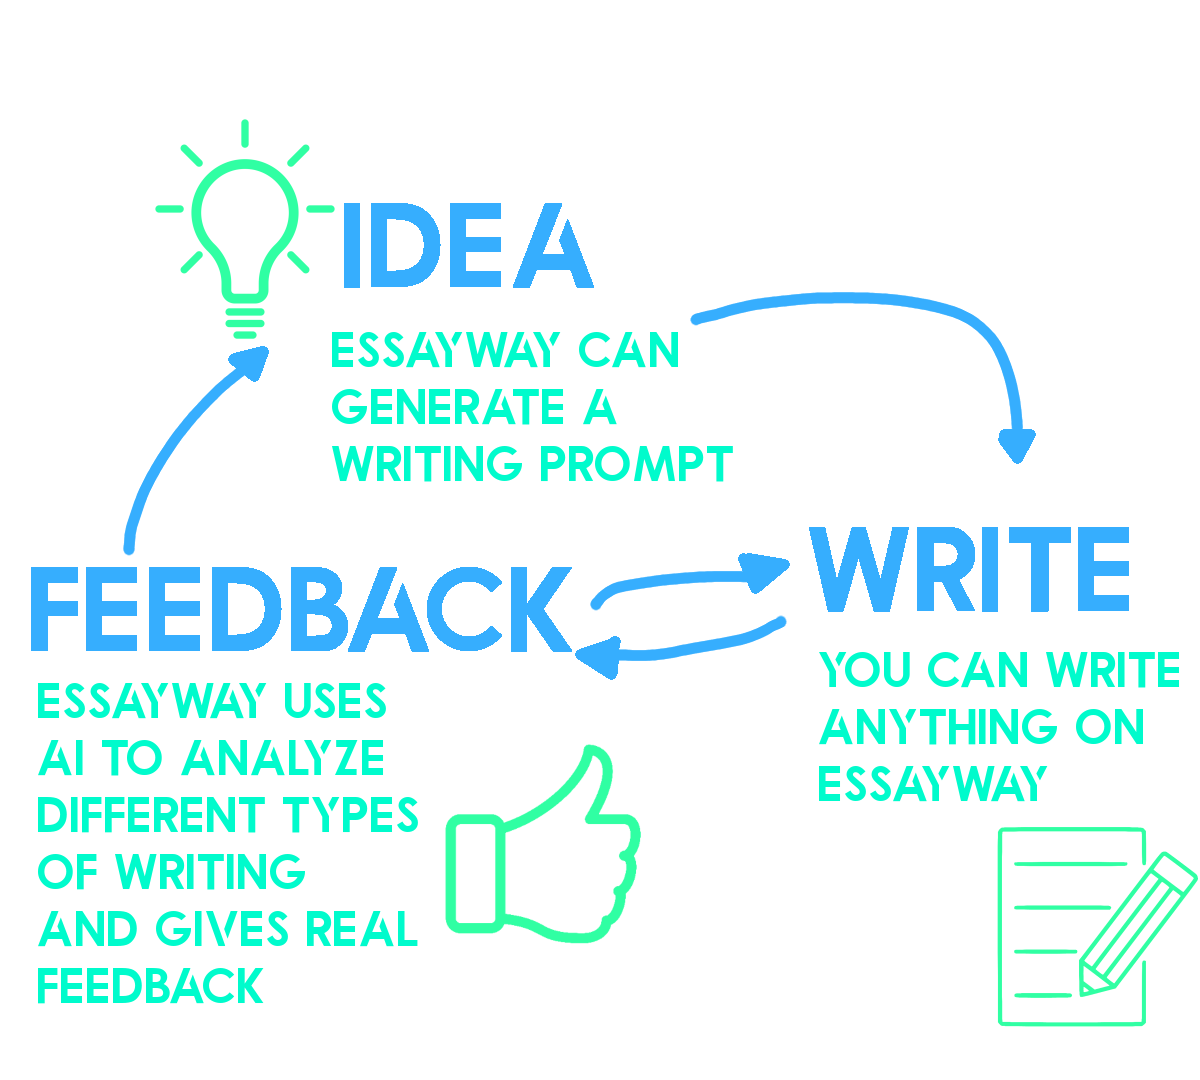 IDEA
ESSAYWAY CAN
GENERATE A
WRITING PROMPT
WRITE
YOU CAN WRITE
ANYTHING ON
ESSAYWAY
FEEDBACK
ESSAYWAY USES
AI TO ANALYZE
DIFFERENT TYPES
OF WRITING
AND GIVES REAL
FEEDBACK